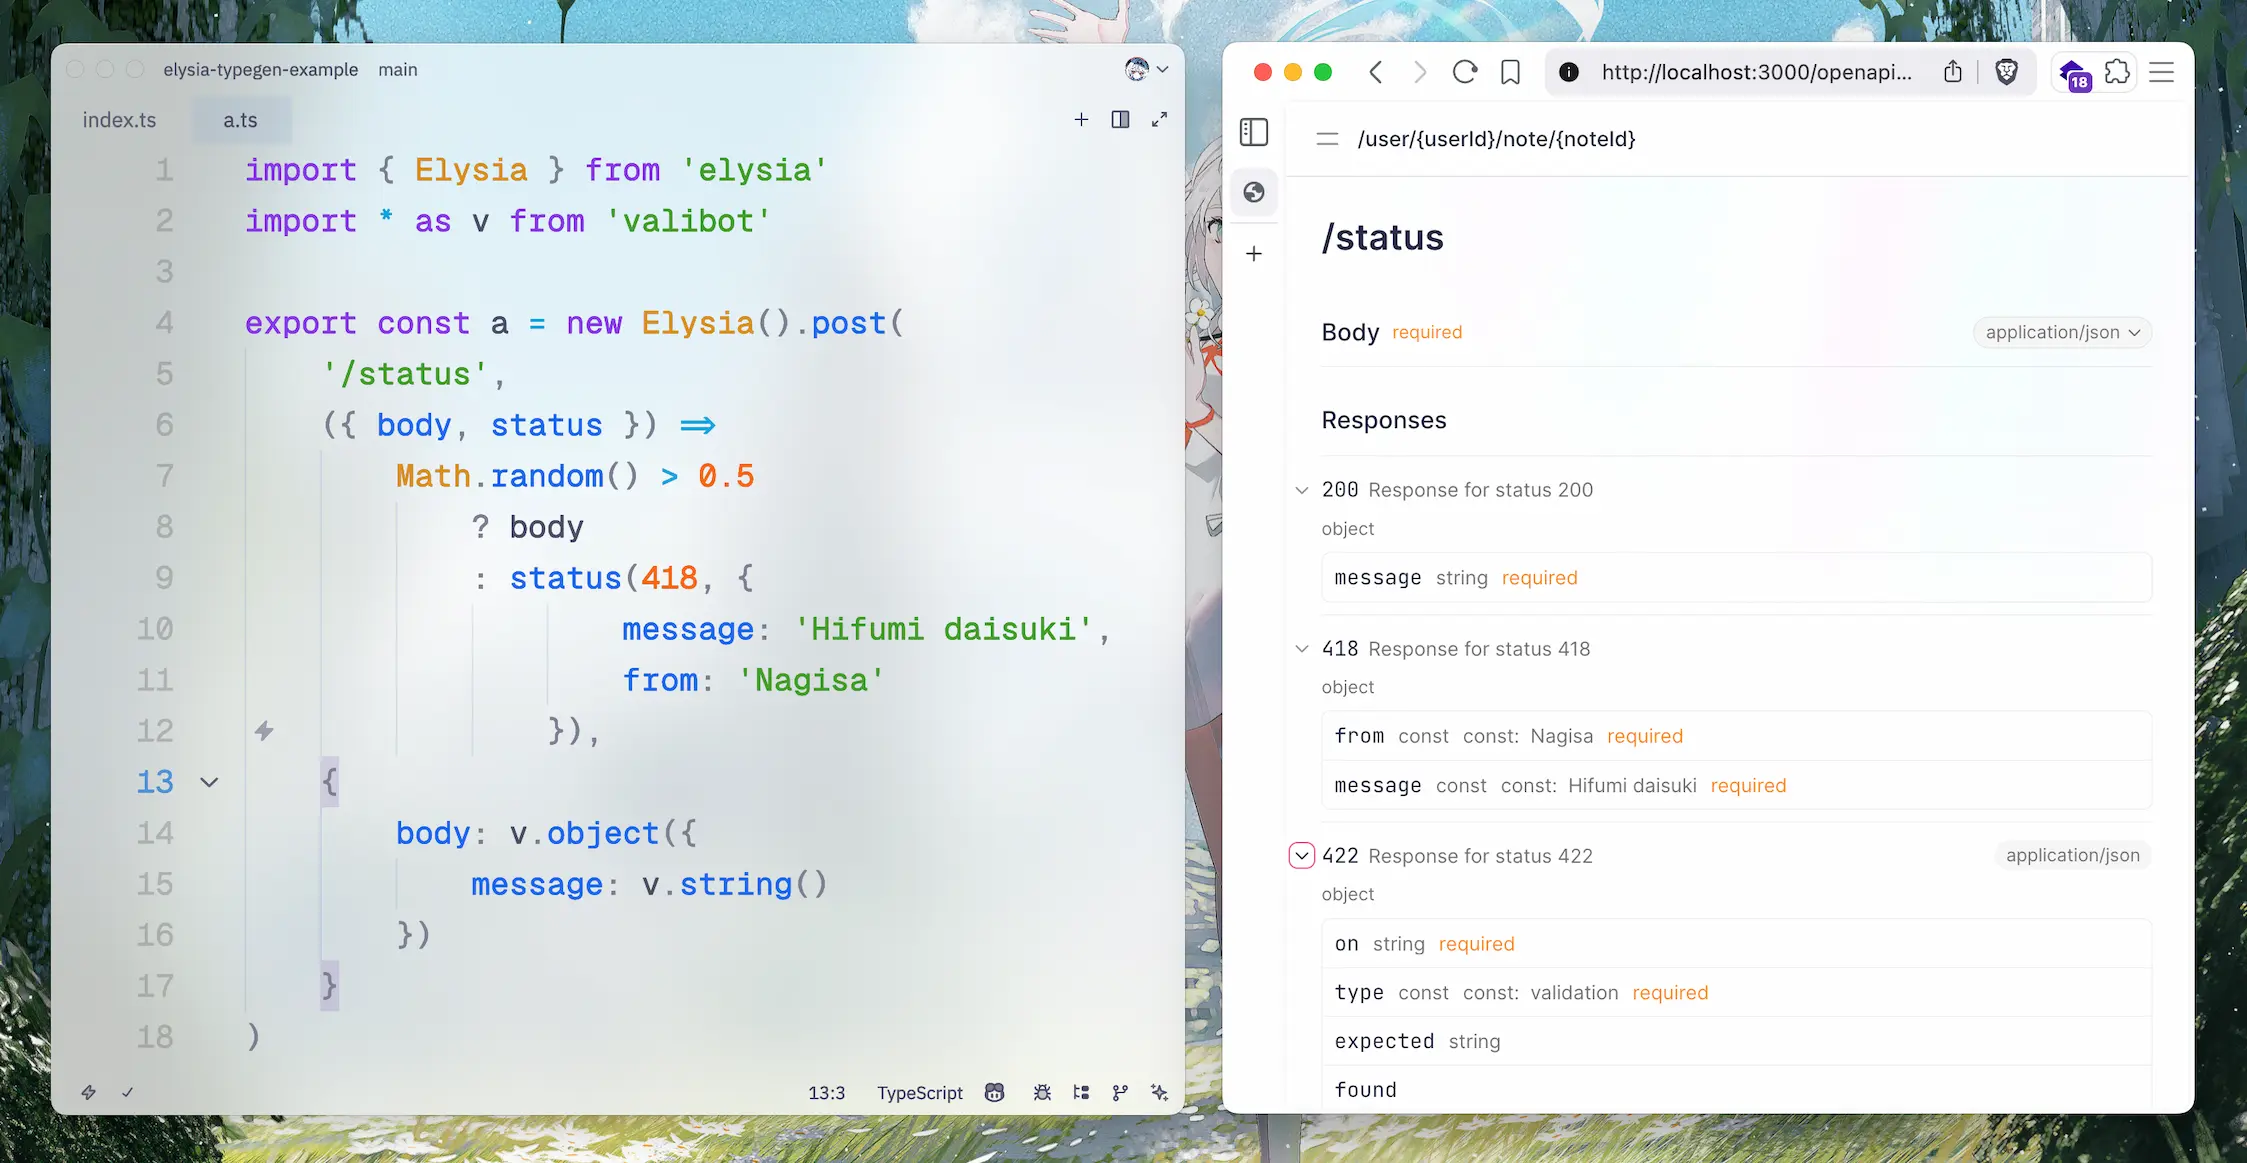 elysia-typegen-example main
index.ts a.ts
1 import { Elysia } from 'elysia'
2 import * as v from 'valibot'
3
4 export const a = new Elysia().post(
5 '/status',
6 ({ body, status }) =>
7 Math.random() > 0.5
8 ? body
9 : status(418, {
10 message: 'Hifumi daisuki',
11 from: 'Nagisa'
12 }),
13 {
14 body: v.object({
15 message: v.string()
16 })
17 }
18 )
13:3 TypeScript
http://localhost:3000/openapi...
18
/user/{userId}/note/{noteId}
/status
Body required application/json
Responses
200 Response for status 200
object
message string required
418 Response for status 418
object
from const const: Nagisa required
message const const: Hifumi daisuki required
422 Response for status 422 application/json
object
on string required
type const const: validation required
expected string
found